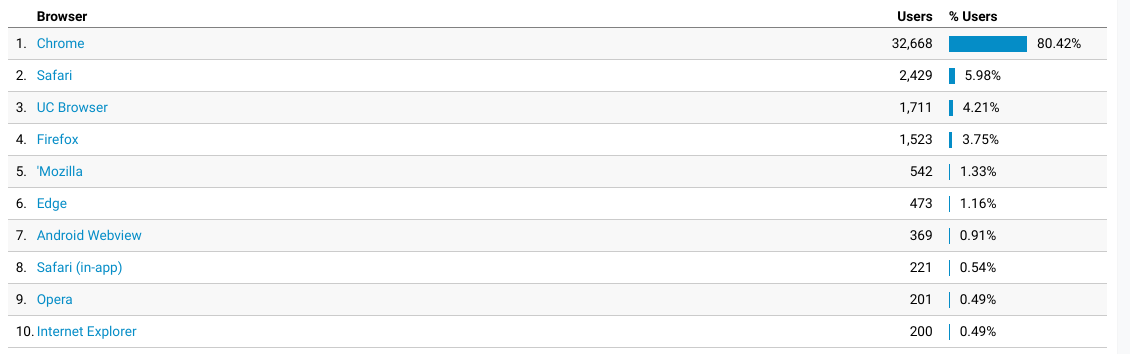 Browser Users % Users
1. Chrome 32,668 80.42%
2. Safari 2,429 5.98%
3. UC Browser 1,711 4.21%
4. Firefox 1,523 3.75%
5. 'Mozilla 542 1.33%
6. Edge 473 1.16%
7. Android Webview 369 0.91%
8. Safari (in-app) 221 0.54%
9. Opera 201 0.49%
10. Internet Explorer 200 0.49%